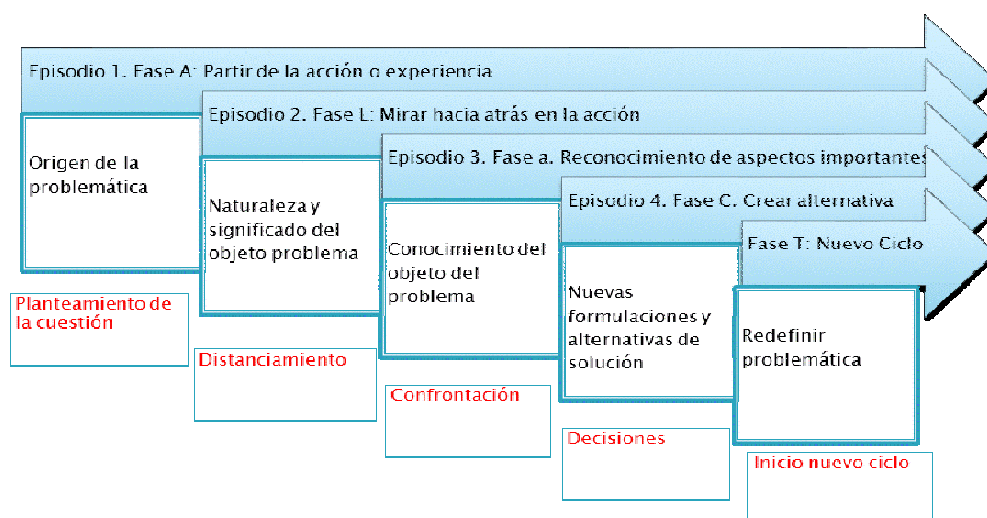 Episodio 1. Fase A: Partir de la acción o experiencia
Episodio 2. Fase L: Mirar hacia atrás en la acción
Episodio 3. Fase a. Reconocimiento de aspectos importantes
Episodio 4. Fase C. Crear alternativa
Fase T: Nuevo Ciclo
Origen de la
problemática
Planteamiento de
la cuestión
Naturaleza y
significado del
objeto problema
Distanciamiento
Conocimiento del
objeto del
problema
Confrontación
Nuevas
formulaciones y
alternativas de
solución
Decisiones
Redefinir
problemática
Inicio nuevo ciclo